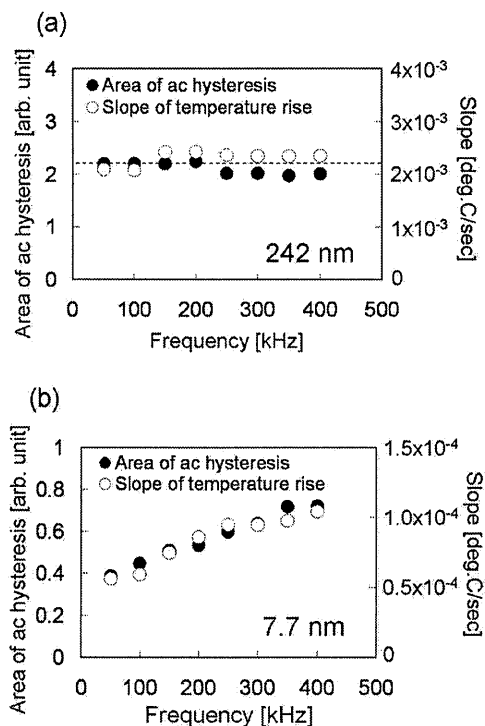 (a)
Area of ac hysteresis [arb. unit]
4
3
2
1
0
● Area of ac hysteresis
○ Slope of temperature rise
242 nm
4x10⁻³
3x10⁻³
2x10⁻³
1x10⁻³
0
Slope [deg.C/sec]
0 100 200 300 400 500
Frequency [kHz]
(b)
Area of ac hysteresis [arb. unit]
1
0.8
0.6
0.4
0.2
0
● Area of ac hysteresis
○ Slope of temperature rise
7.7 nm
1.5x10⁻⁴
1.0x10⁻⁴
0.5x10⁻⁴
0
Slope [deg.C/sec]
0 100 200 300 400 500
Frequency [kHz]